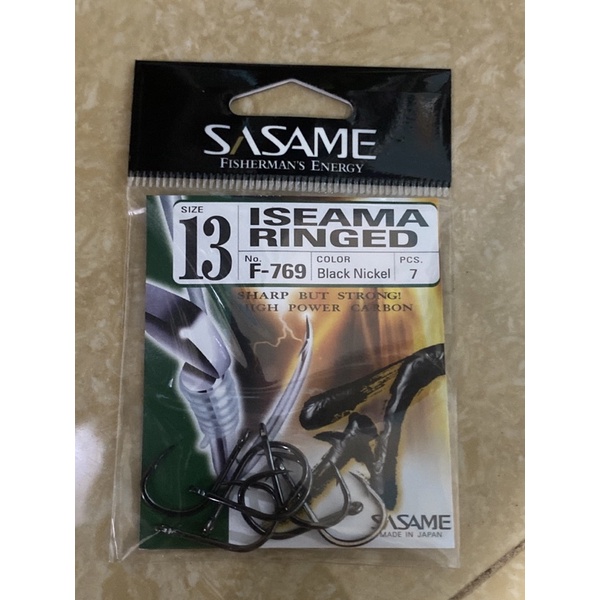 SASAME
FISHERMAN'S ENERGY
SIZE
13
ISEAMA
RINGED
No. F-769
COLOR
Black Nickel
PCS.
7
SHARP BUT STRONG!
HIGH POWER CARBON
SASAME
MADE IN JAPAN